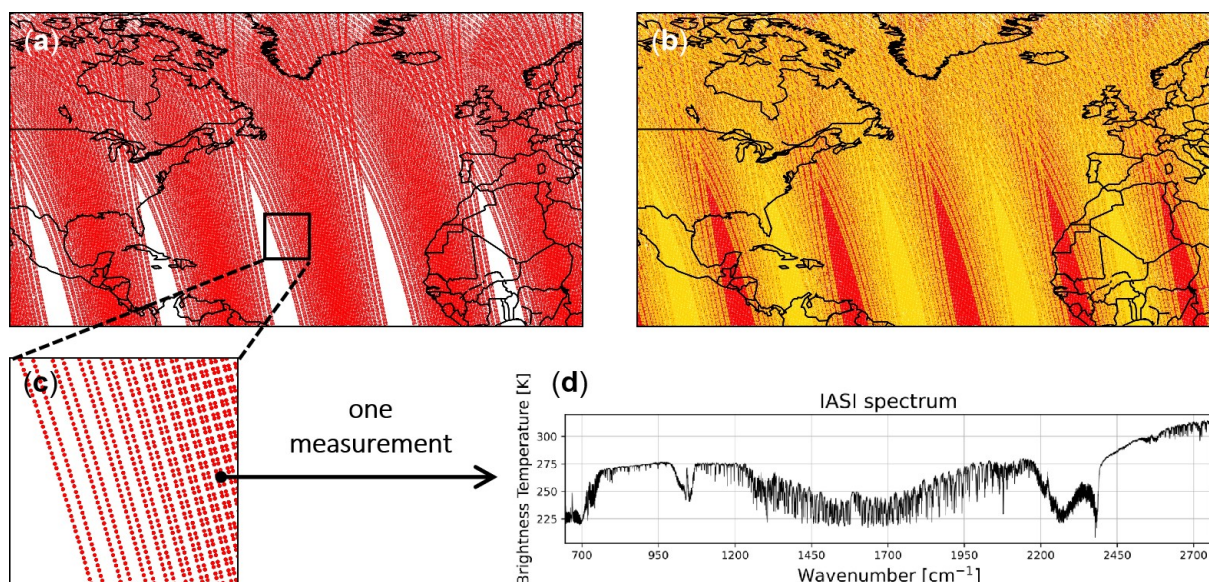 (a)
(b)
(c)
one
measurement
(d)
IASI spectrum
Brightness Temperature [K]
300
275
250
225
700 950 1200 1450 1700 1950 2200 2450 2700
Wavenumber [cm⁻¹]